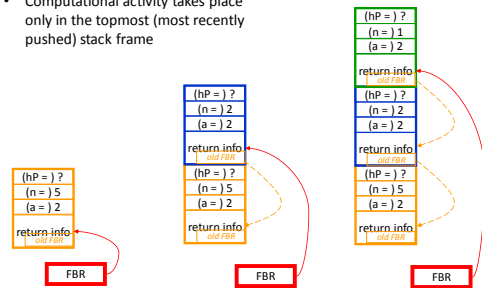 • Computational activity takes place
only in the topmost (most recently
pushed) stack frame
(hP = ) ?
(n = ) 5
(a = ) 2
return info
old FBR
FBR
(hP = ) ?
(n = ) 2
(a = ) 2
return info
old FBR
(hP = ) ?
(n = ) 5
(a = ) 2
return info
old FBR
FBR
(hP = ) ?
(n = ) 1
(a = ) 2
return info
old FBR
(hP = ) ?
(n = ) 2
(a = ) 2
return info
old FBR
(hP = ) ?
(n = ) 5
(a = ) 2
return info
old FBR
FBR